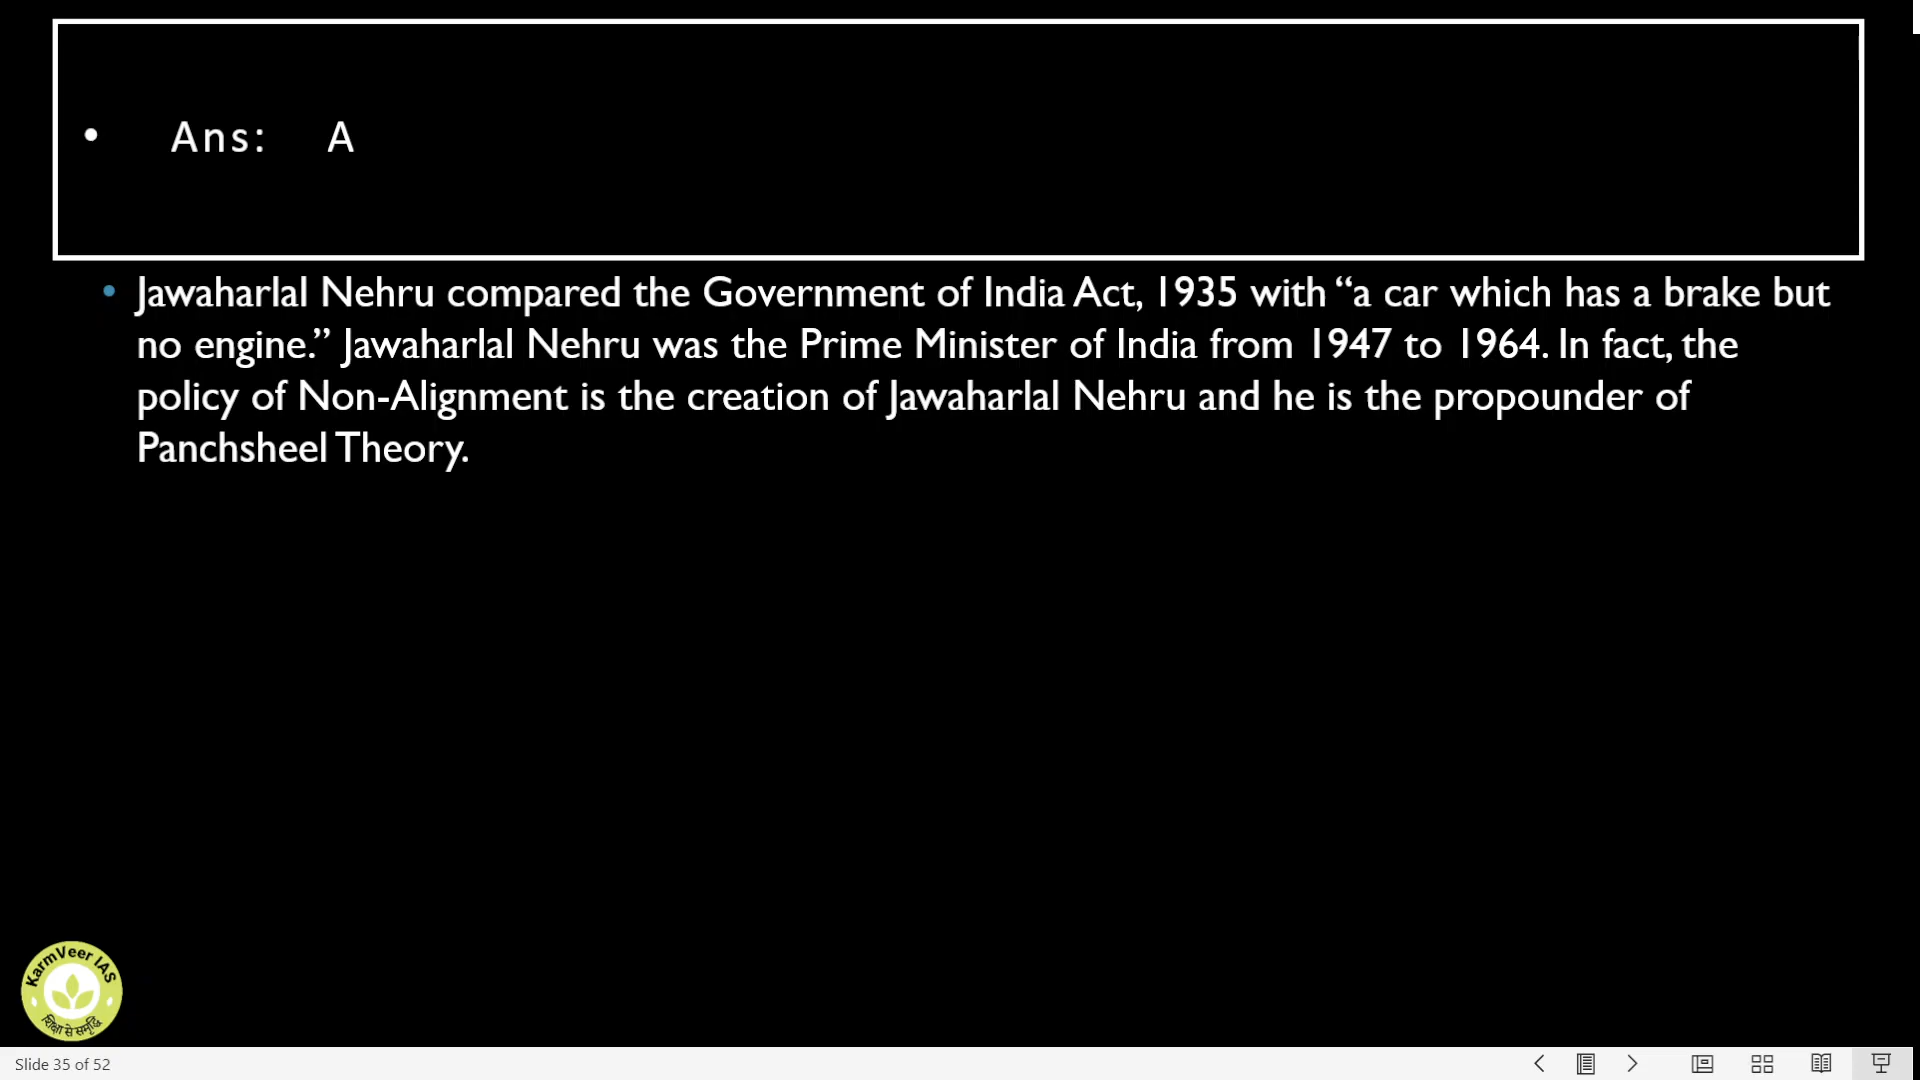 • Ans: A
• Jawaharlal Nehru compared the Government of India Act, 1935 with “a car which has a brake but
no engine.” Jawaharlal Nehru was the Prime Minister of India from 1947 to 1964. In fact, the
policy of Non-Alignment is the creation of Jawaharlal Nehru and he is the propounder of
Panchsheel Theory.
KarmVeer IAS
शिक्षा से समृद्धि
Slide 35 of 52